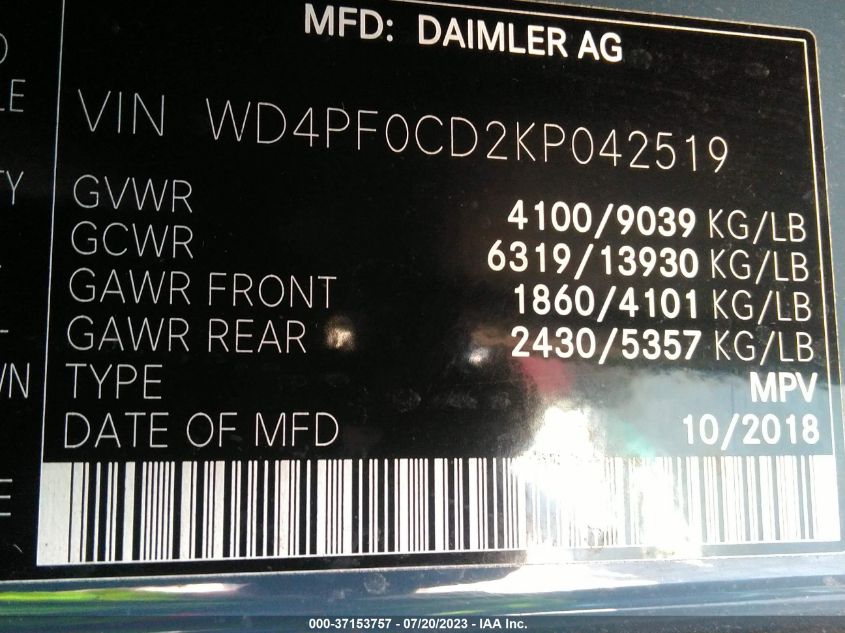 MFD: DAIMLER AG
VIN WD4PF0CD2KP042519
GVWR 4100/9039 KG/LB
GCWR 6319/13930 KG/LB
GAWR FRONT 1860/4101 KG/LB
GAWR REAR 2430/5357 KG/LB
TYPE MPV
DATE OF MFD 10/2018
000-37153757 - 07/20/2023 - IAA Inc.